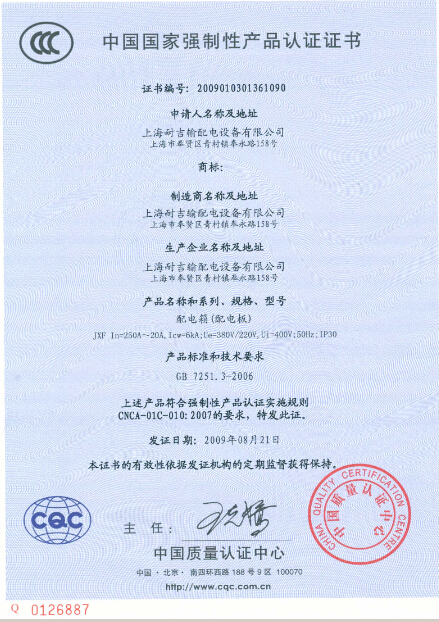 CCC
中国国家强制性产品认证证书
证书编号：2009010301361090
申请人名称及地址
上海耐吉输配电设备有限公司
上海市奉贤区青村镇奉永路158号
商标：
制造商名称及地址
上海耐吉输配电设备有限公司
上海市奉贤区青村镇奉永路158号
生产企业名称及地址
上海耐吉输配电设备有限公司
上海市奉贤区青村镇奉永路158号
产品名称和系列、规格、型号
配电箱(配电板)
JXF In=250A~-20A,Icw=6kA;Ue=380V/220V,Ui=400V;50Hz;IP30
产品标准和技术要求
GB 7251.3-2006
上述产品符合强制性产品认证实施规则
CNCA-01C-010:2007的要求，特发此证。
发证日期：2009年08月21日
本证书的有效性依据发证机构的定期监督获得保持。
CQC
主 任：
中国质量认证中心
CHINA QUALITY CERTIFICATION CENTRE
中国质量认证中心
中国·北京·南四环西路188号9区 100070
http://www.cqc.com.cn
Q 0126887